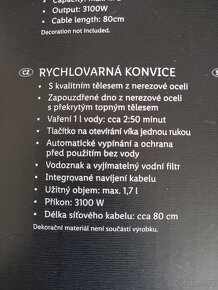 • Output: 3100W
• Cable length: 80cm
Decoration not included.
CZ RYCHLOVARNÁ KONVICE
• S kvalitním tělesem z nerezové oceli
• Zapouzdřené dno z nerezové oceli
s překrytým topným tělesem
• Vaření 1 l vody: cca 2:50 minut
• Tlačítko na otevírání víka jednou rukou
• Automatické vypínání a ochrana
před použitím bez vody
• Vodoznak a vyjímatelný vodní filtr
• Integrované navíjení kabelu
• Užitný objem: max. 1,7 l
• Příkon: 3100 W
• Délka síťového kabelu: cca 80 cm
Dekorační materiál není součástí výrobku.